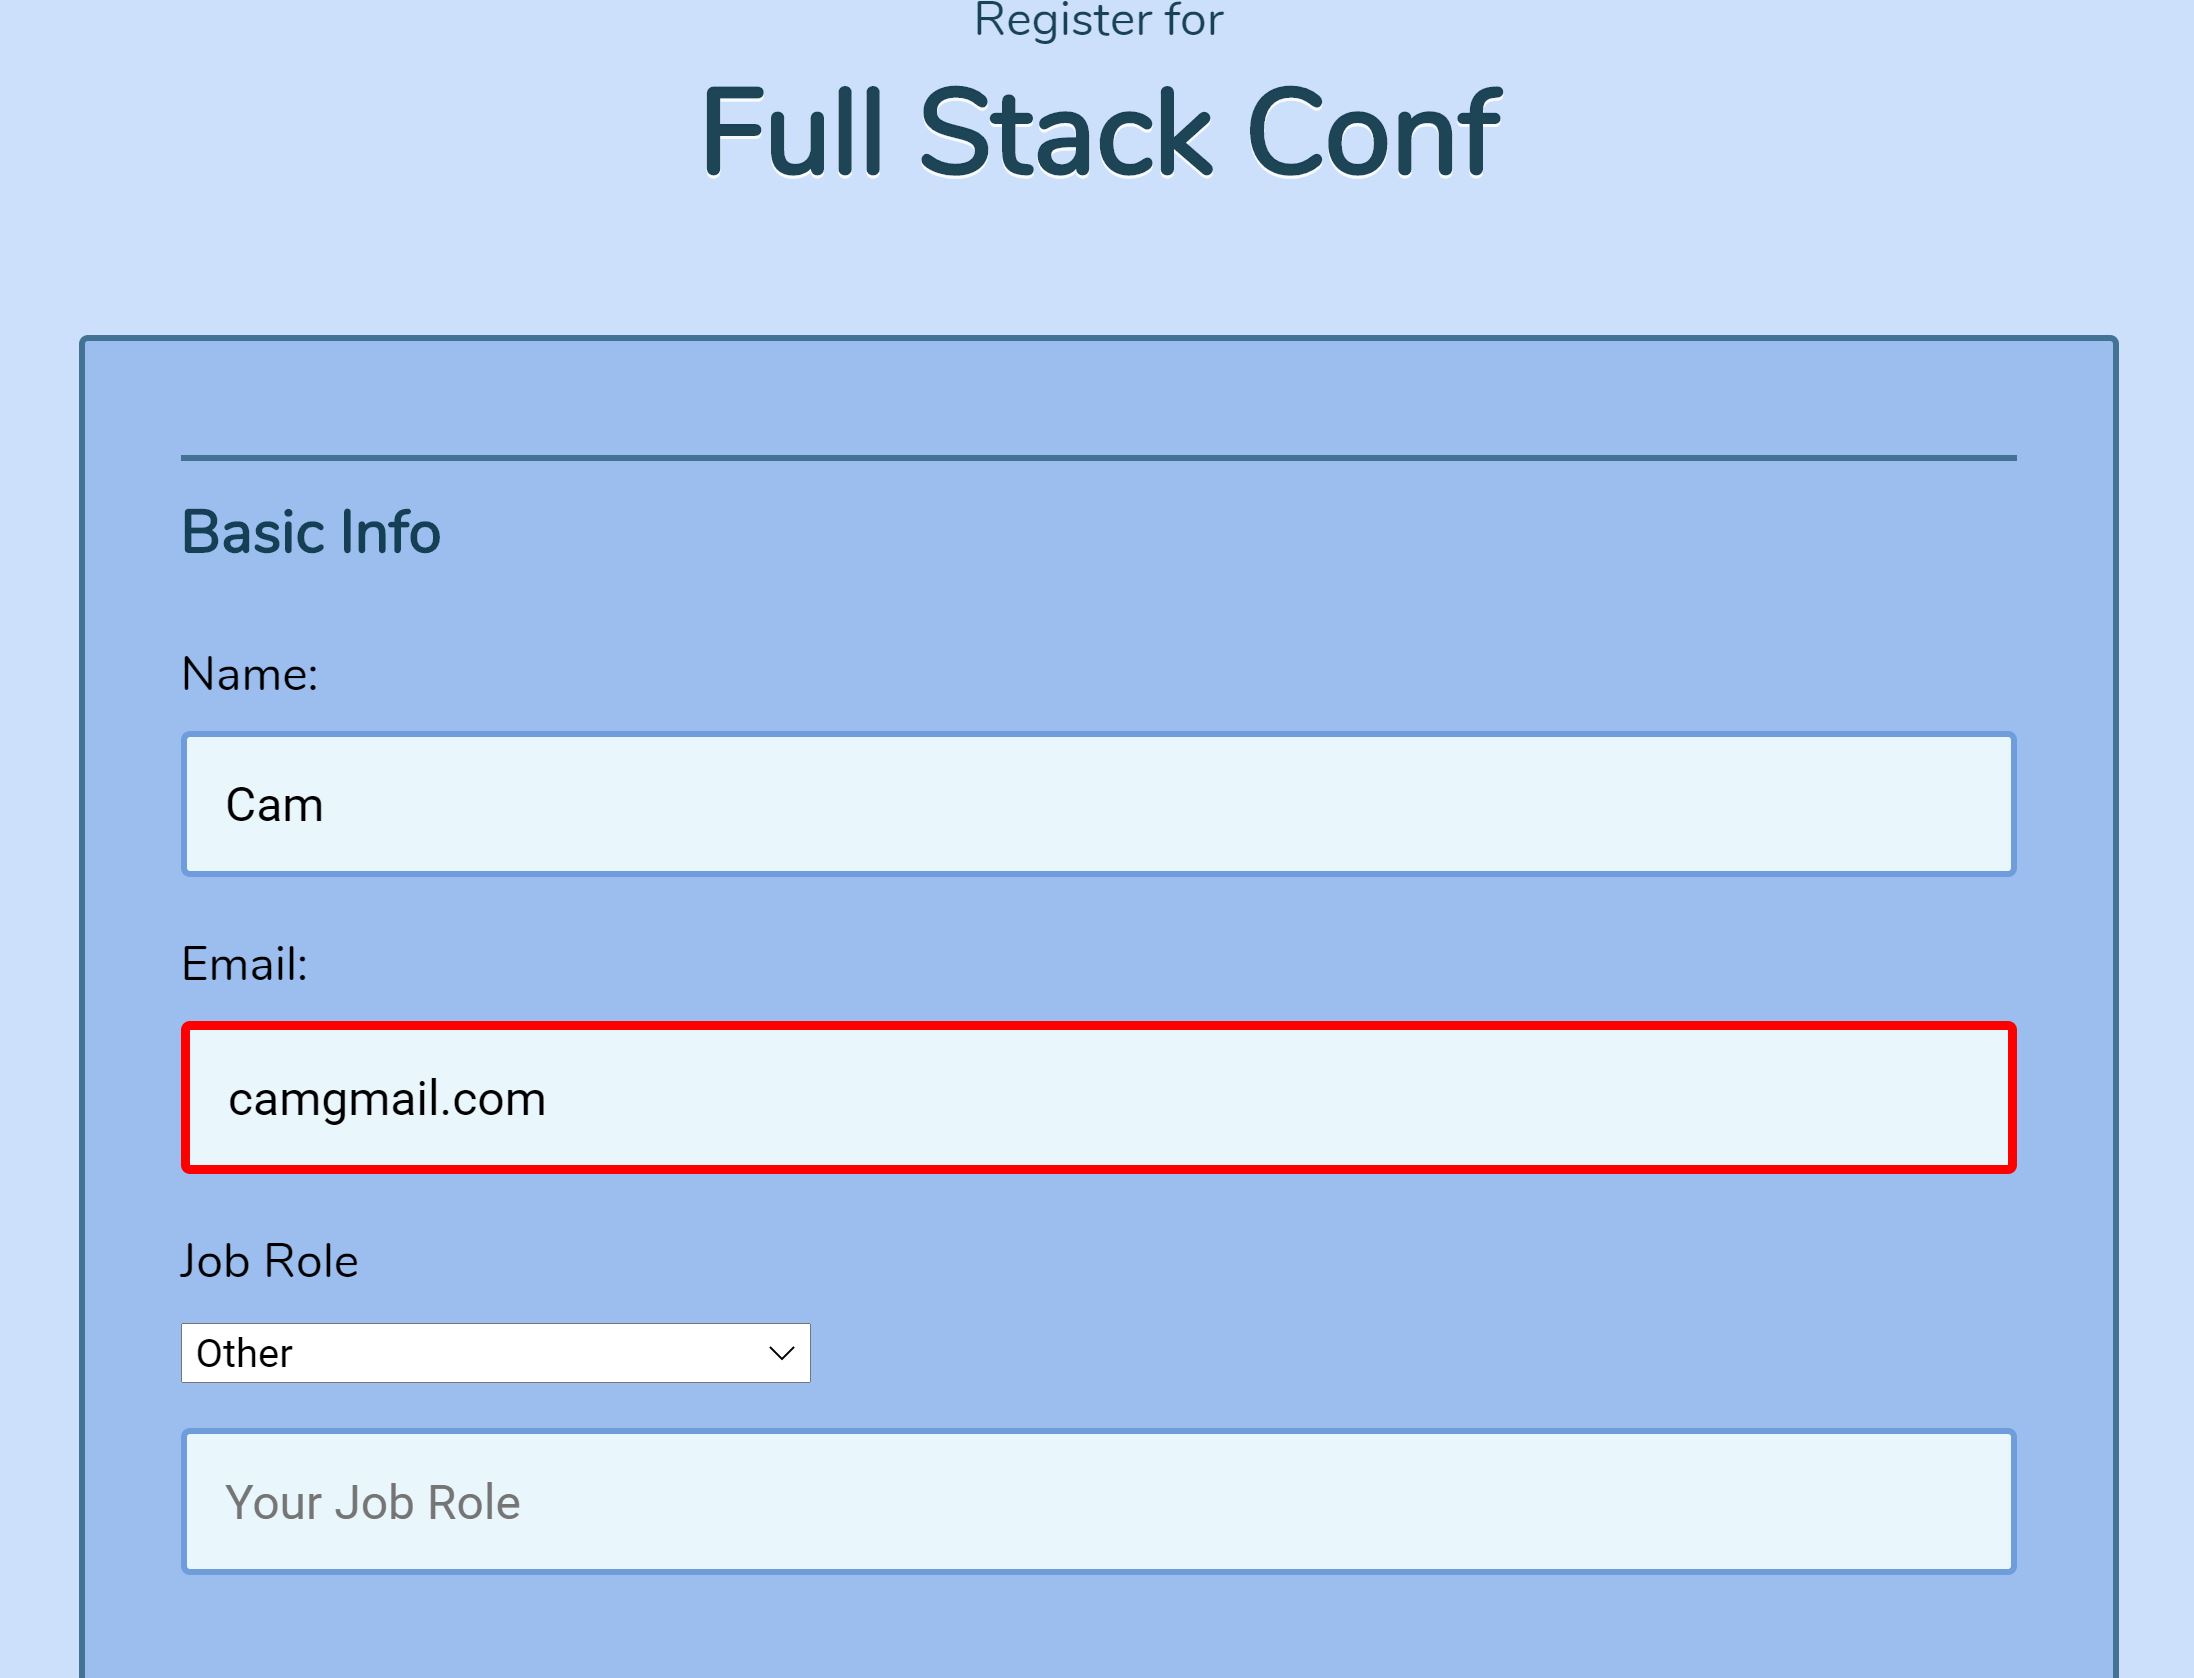 Register for
Full Stack Conf
Basic Info
Name:
Cam
Email:
camgmail.com
Job Role
Other
Your Job Role